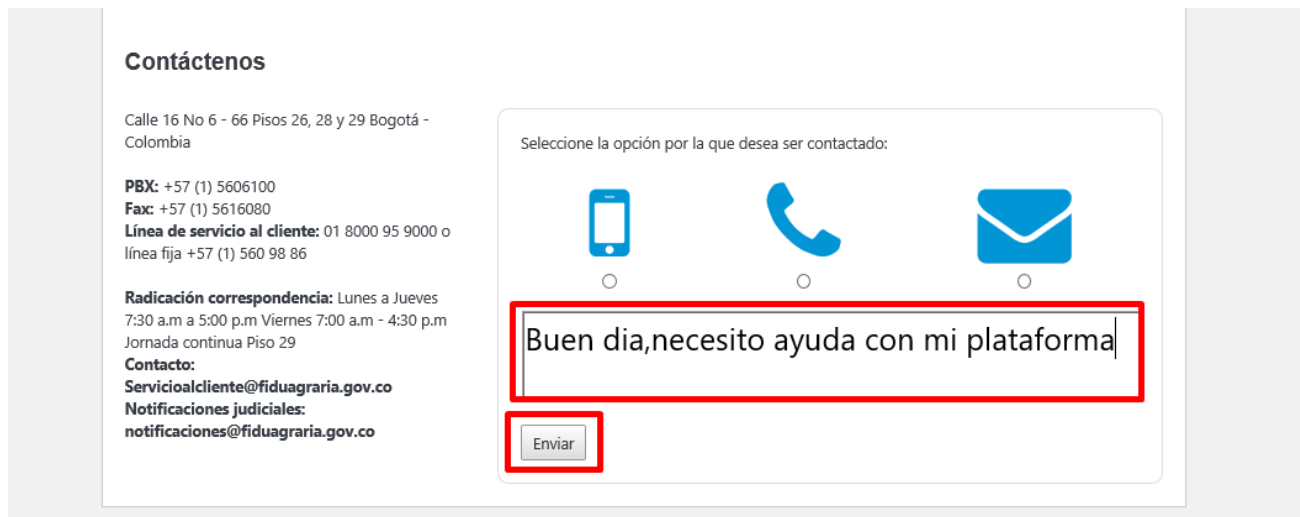 Contáctenos
Calle 16 No 6 - 66 Pisos 26, 28 y 29 Bogotá -
Colombia
PBX: +57 (1) 5606100
Fax: +57 (1) 5616080
Línea de servicio al cliente: 01 8000 95 9000 o
línea fija +57 (1) 560 98 86
Radicación correspondencia: Lunes a Jueves
7:30 a.m a 5:00 p.m Viernes 7:00 a.m - 4:30 p.m
Jornada continua Piso 29
Contacto:
Servicioalcliente@fiduagraria.gov.co
Notificaciones judiciales:
notificaciones@fiduagraria.gov.co
Seleccione la opción por la que desea ser contactado:
Buen dia,necesito ayuda con mi plataforma
Enviar